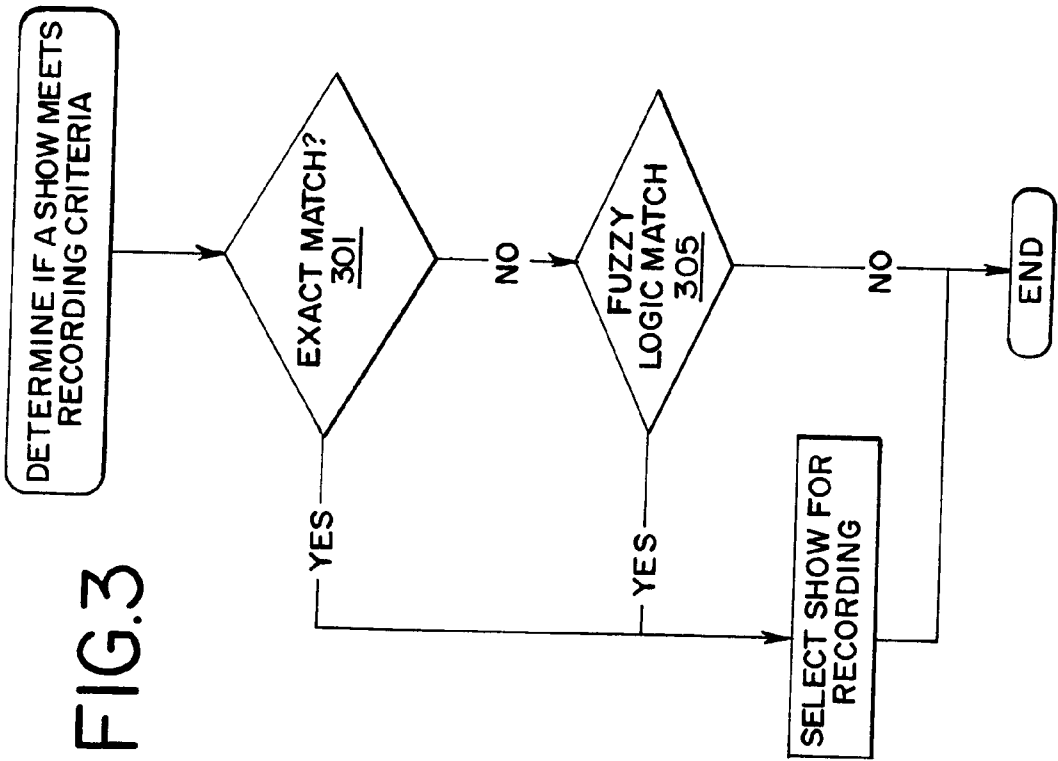 FIG.3
DETERMINE IF A SHOW MEETS
RECORDING CRITERIA
EXACT MATCH?
301
YES
NO
FUZZY
LOGIC MATCH
305
YES
NO
SELECT SHOW FOR
RECORDING
END